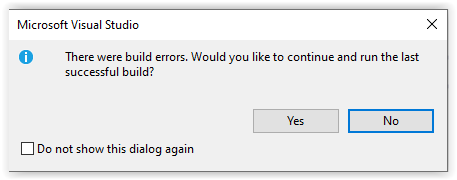 Microsoft Visual Studio
There were build errors. Would you like to continue and run the last
successful build?
Yes
No
Do not show this dialog again